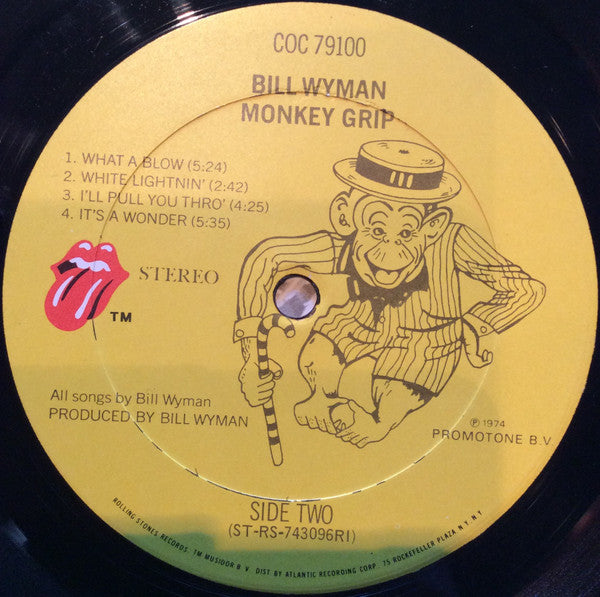 COC 79100
BILL WYMAN
MONKEY GRIP
1. WHAT A BLOW (5:24)
2. WHITE LIGHTNIN' (2:42)
3. I'LL PULL YOU THRO' (4:25)
4. IT'S A WONDER (5:35)
STEREO
TM
All songs by Bill Wyman
PRODUCED BY BILL WYMAN
℗ 1974
PROMOTONE B.V.
SIDE TWO
(ST-RS-743096RI)
ROLLING STONES RECORDS. TM MUSIDOR B.V. DIST BY ATLANTIC RECORDING CORP. 75 ROCKEFELLER PLAZA N.Y. N.Y.